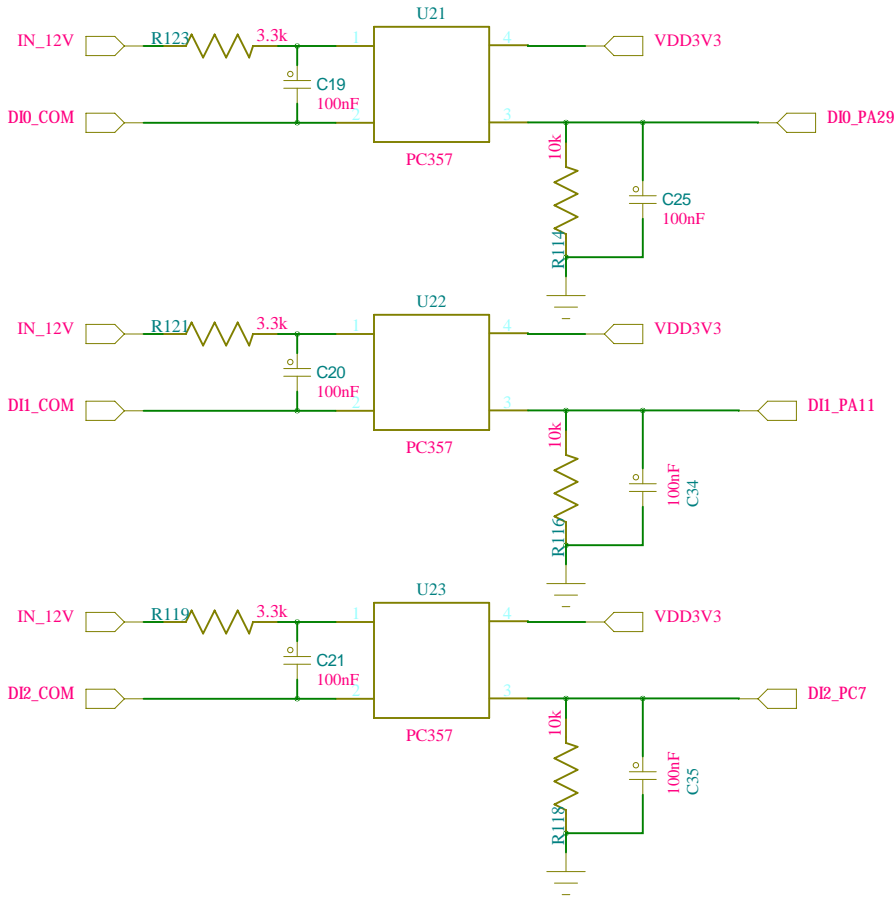 U21
IN_12V
R123
3.3k
1
4
VDD3V3
C19
100nF
DI0_COM
2
3
DI0_PA29
PC357
10k
R114
C25
100nF
U22
IN_12V
R121
3.3k
1
4
VDD3V3
C20
100nF
DI1_COM
2
3
DI1_PA11
PC357
10k
R116
100nF
C34
U23
IN_12V
R119
3.3k
1
4
VDD3V3
C21
100nF
DI2_COM
2
3
DI2_PC7
PC357
10k
R118
100nF
C35